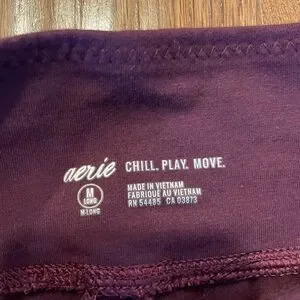 aerie CHILL. PLAY. MOVE.
M
LONG
M-LONG
MADE IN VIETNAM
FABRIQUÉ AU VIETNAM
RN 54485 CA 03873